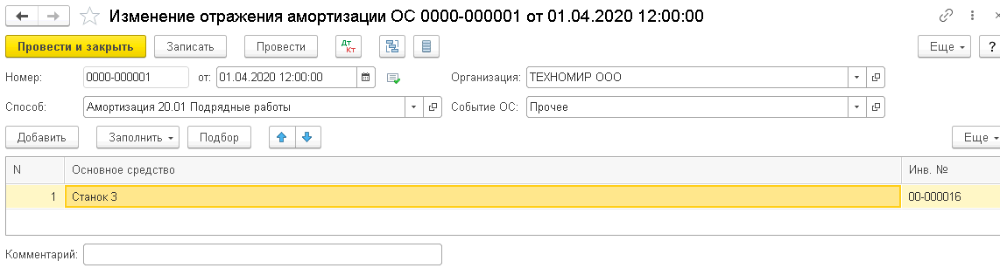 Изменение отражения амортизации ОС 0000-000001 от 01.04.2020 12:00:00
Провести и закрыть Записать Провести Дт Кт Еще ?
Номер: 0000-000001 от: 01.04.2020 12:00:00 Организация: ТЕХНОМИР ООО
Способ: Амортизация 20.01 Подрядные работы Событие ОС: Прочее
Добавить Заполнить Подбор Еще
N Основное средство Инв. №
1 Станок 3 00-000016
Комментарий: